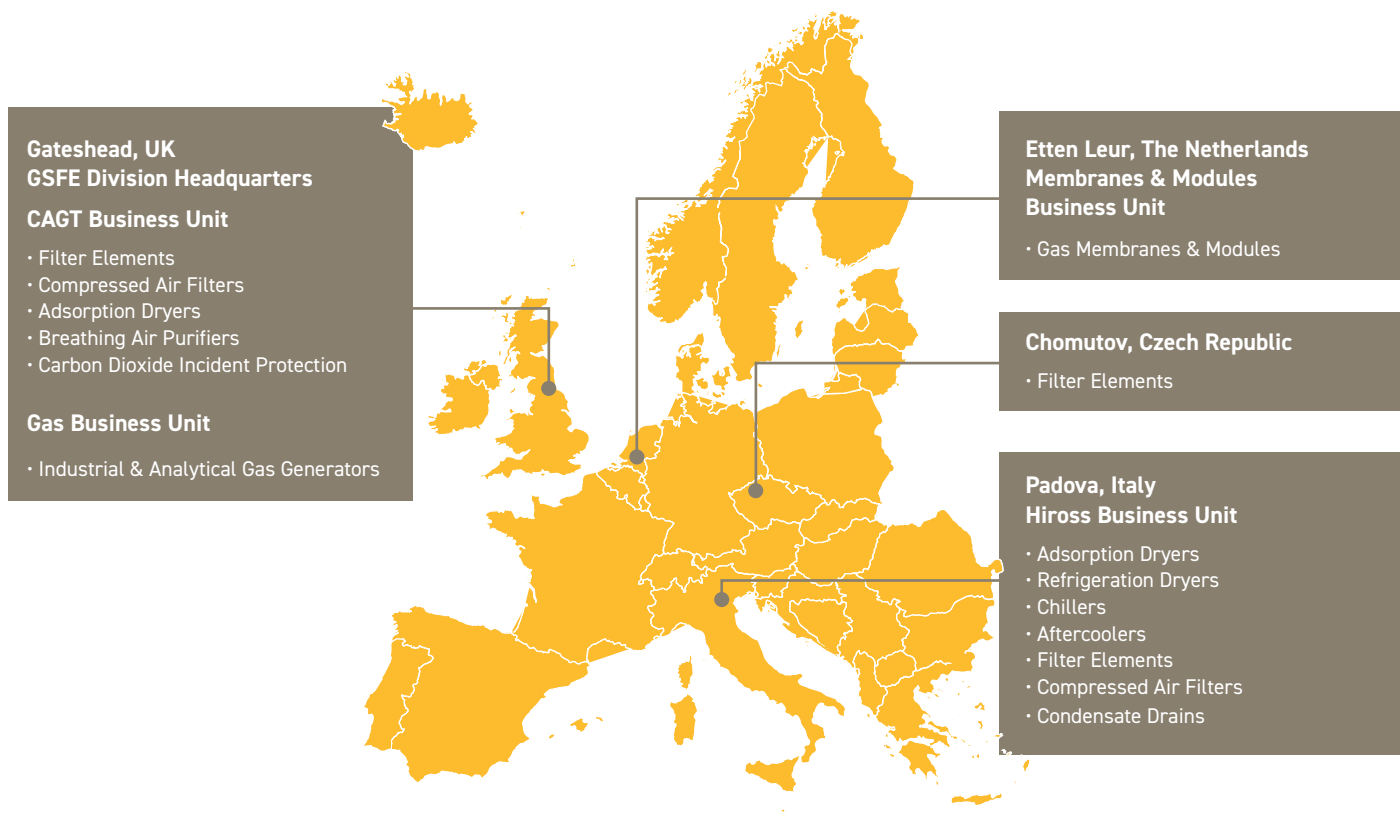 Gateshead, UK
GSFE Division Headquarters
CAGT Business Unit
· Filter Elements
· Compressed Air Filters
· Adsorption Dryers
· Breathing Air Purifiers
· Carbon Dioxide Incident Protection
Gas Business Unit
· Industrial & Analytical Gas Generators
Etten Leur, The Netherlands
Membranes & Modules
Business Unit
· Gas Membranes & Modules
Chomutov, Czech Republic
· Filter Elements
Padova, Italy
Hiross Business Unit
· Adsorption Dryers
· Refrigeration Dryers
· Chillers
· Aftercoolers
· Filter Elements
· Compressed Air Filters
· Condensate Drains